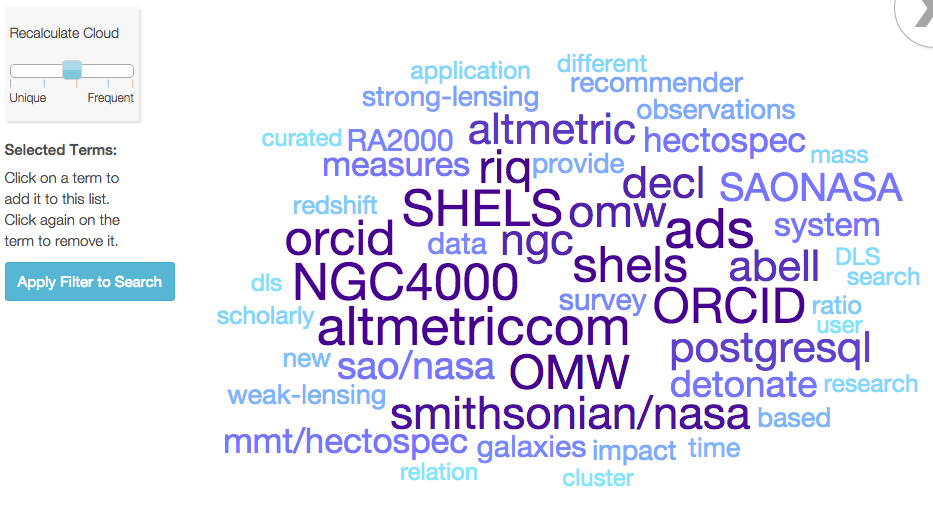 Recalculate Cloud
Unique Frequent
Selected Terms:
Click on a term to
add it to this list.
Click again on the
term to remove it.
Apply Filter to Search
application different
strong-lensing recommender
observations
curated RA2000 altmetric hectospec
measures riq provide mass
decl SAONASA
redshift SHELS omw
orcid data ngc ads system
shels abell DLS
dls NGC4000 search
survey ORCID ratio
scholarly altmetriccom user
new sao/nasa OMW postgresql
weak-lensing detonate research
smithsonian/nasa based
mmt/hectospec galaxies impact time
relation cluster